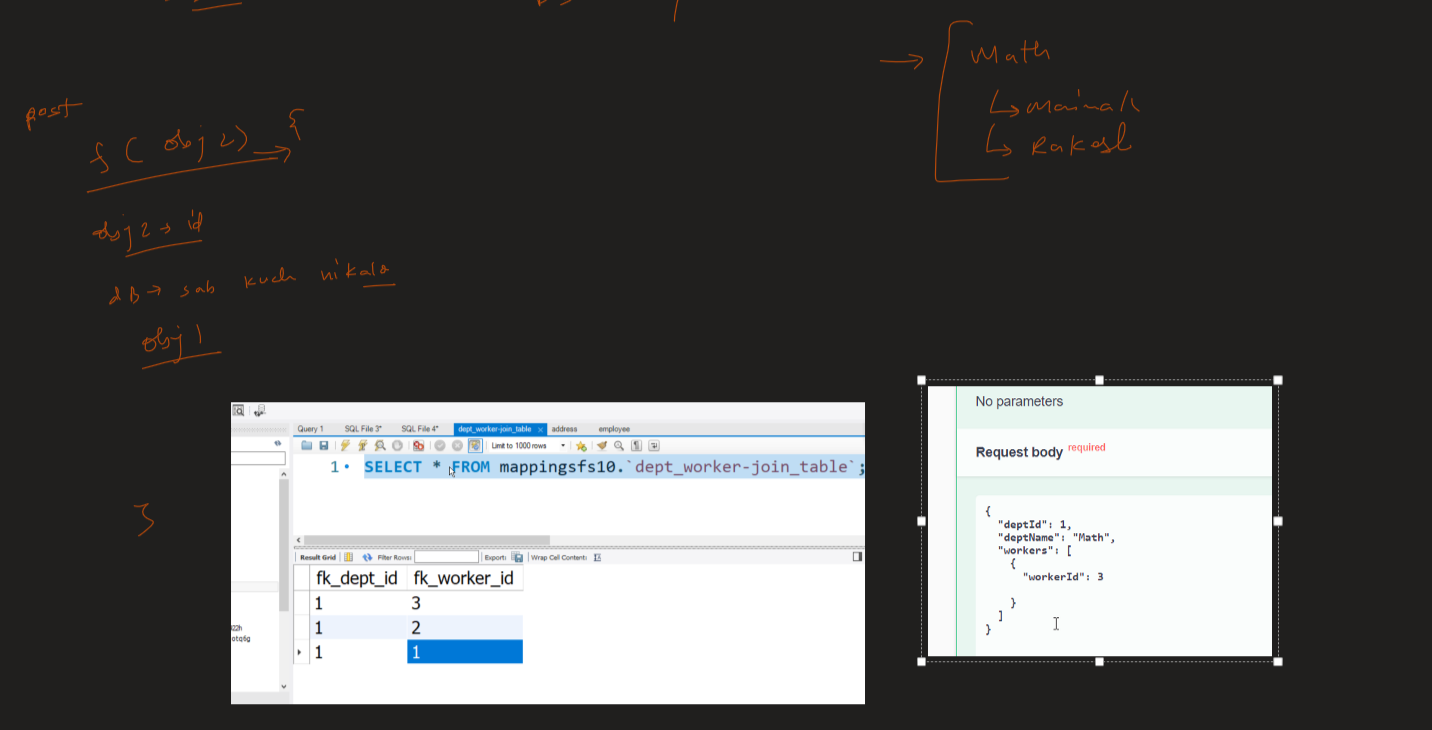 post
f ( obj 2) → {
obj 2 → id
dB → sab kuch nikalo
obj 1
}
→ Math
↳ Mainak
↳ Rakesh
Query 1 SQL File 3* SQL File 4* dept_worker-join_table × address employee
Limit to 1000 rows
1 • SELECT * FROM mappingsfs10.`dept_worker-join_table`;
Result Grid Filter Rows: Export: Wrap Cell Content:
fk_dept_id fk_worker_id
1 3
1 2
1 1
No parameters
Request body required
{
"deptId": 1,
"deptName": "Math",
"workers": [
{
"workerId": 3
}
]
}